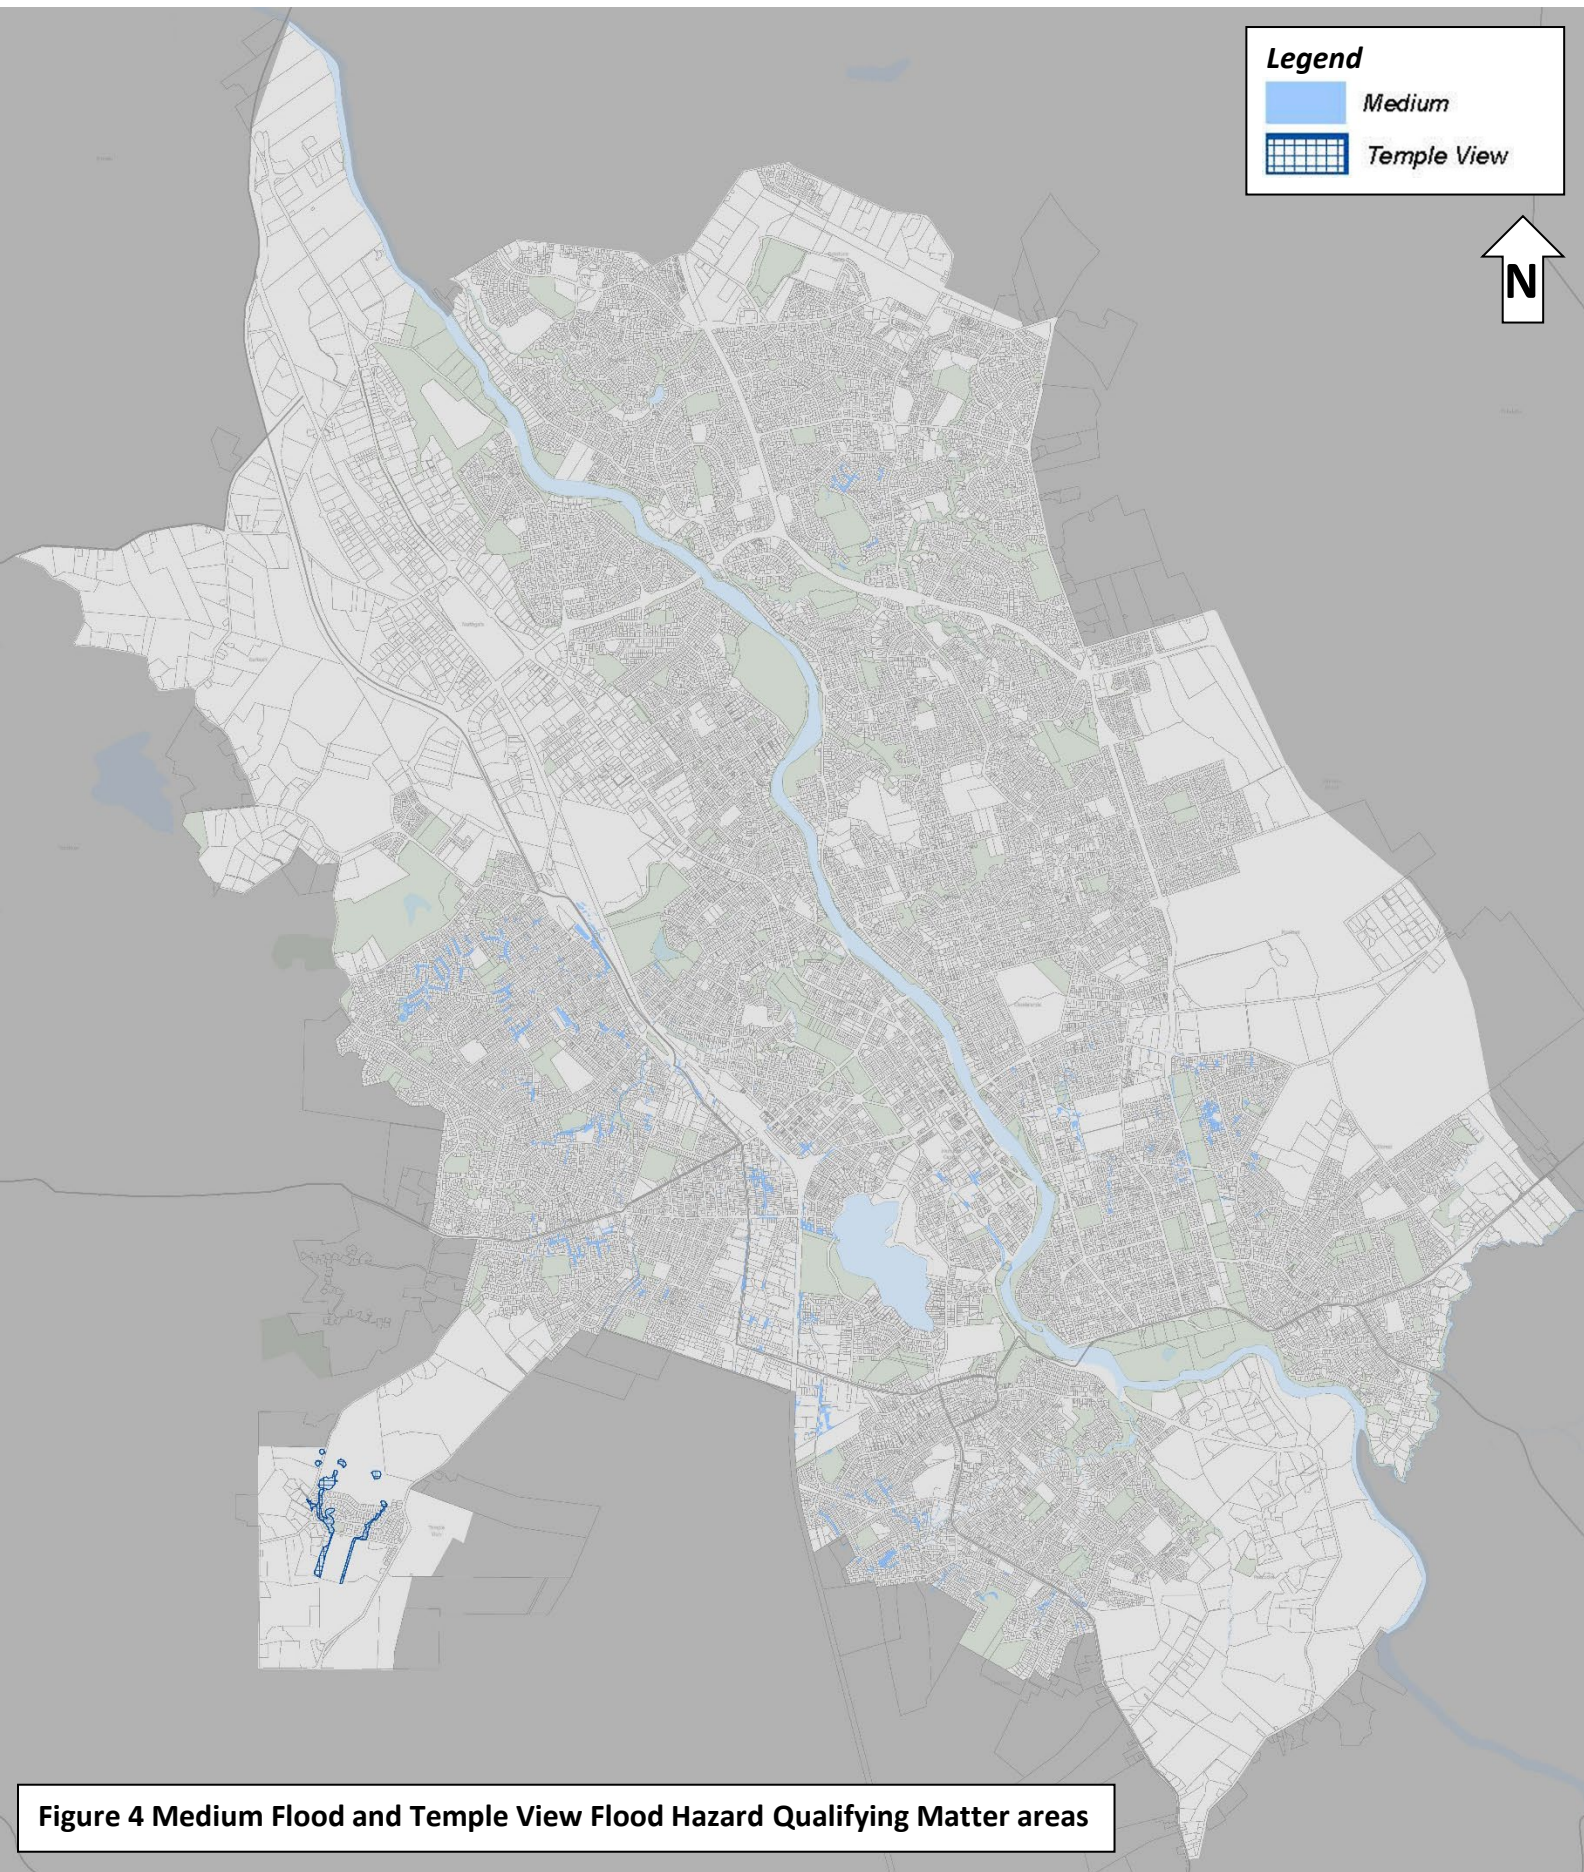 Legend
Medium
Temple View
N
Figure 4 Medium Flood and Temple View Flood Hazard Qualifying Matter areas